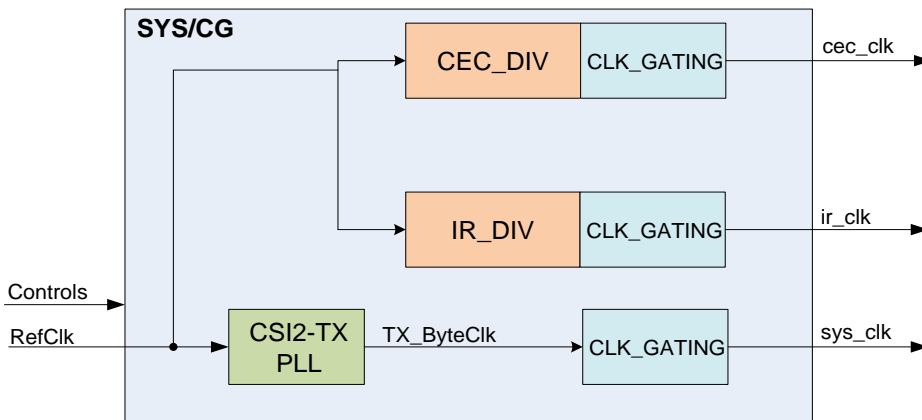 SYS/CG
CEC_DIV
CLK_GATING
cec_clk
IR_DIV
CLK_GATING
ir_clk
Controls
RefClk
CSI2-TX
PLL
TX_ByteClk
CLK_GATING
sys_clk